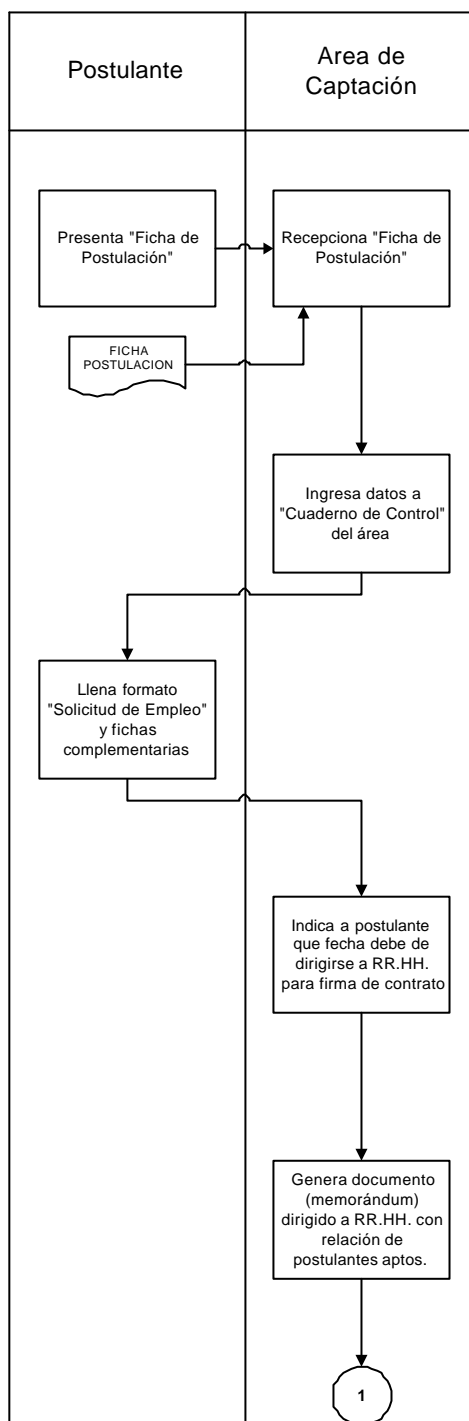 Postulante
Area de
Captación
Presenta "Ficha de
Postulación"
Recepciona "Ficha de
Postulación"
FICHA
POSTULACION
Ingresa datos a
"Cuaderno de Control"
del área
Llena formato
"Solicitud de Empleo"
y fichas
complementarias
Indica a postulante
que fecha debe de
dirigirse a RR.HH.
para firma de contrato
Genera documento
(memorándum)
dirigido a RR.HH. con
relación de
postulantes aptos.
1